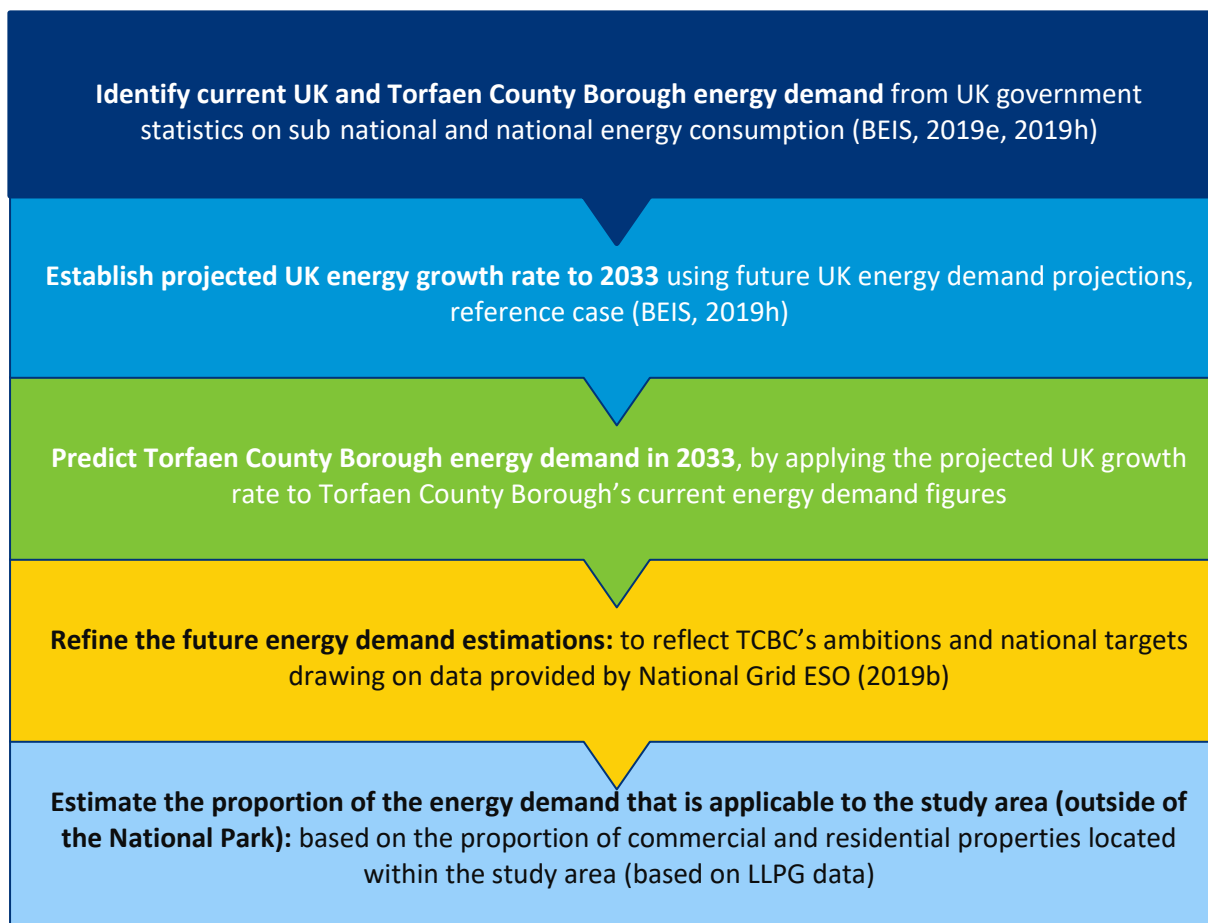 Identify current UK and Torfaen County Borough energy demand from UK government
statistics on sub national and national energy consumption (BEIS, 2019e, 2019h)
Establish projected UK energy growth rate to 2033 using future UK energy demand projections,
reference case (BEIS, 2019h)
Predict Torfaen County Borough energy demand in 2033, by applying the projected UK growth
rate to Torfaen County Borough’s current energy demand figures
Refine the future energy demand estimations: to reflect TCBC’s ambitions and national targets
drawing on data provided by National Grid ESO (2019b)
Estimate the proportion of the energy demand that is applicable to the study area (outside of
the National Park): based on the proportion of commercial and residential properties located
within the study area (based on LLPG data)